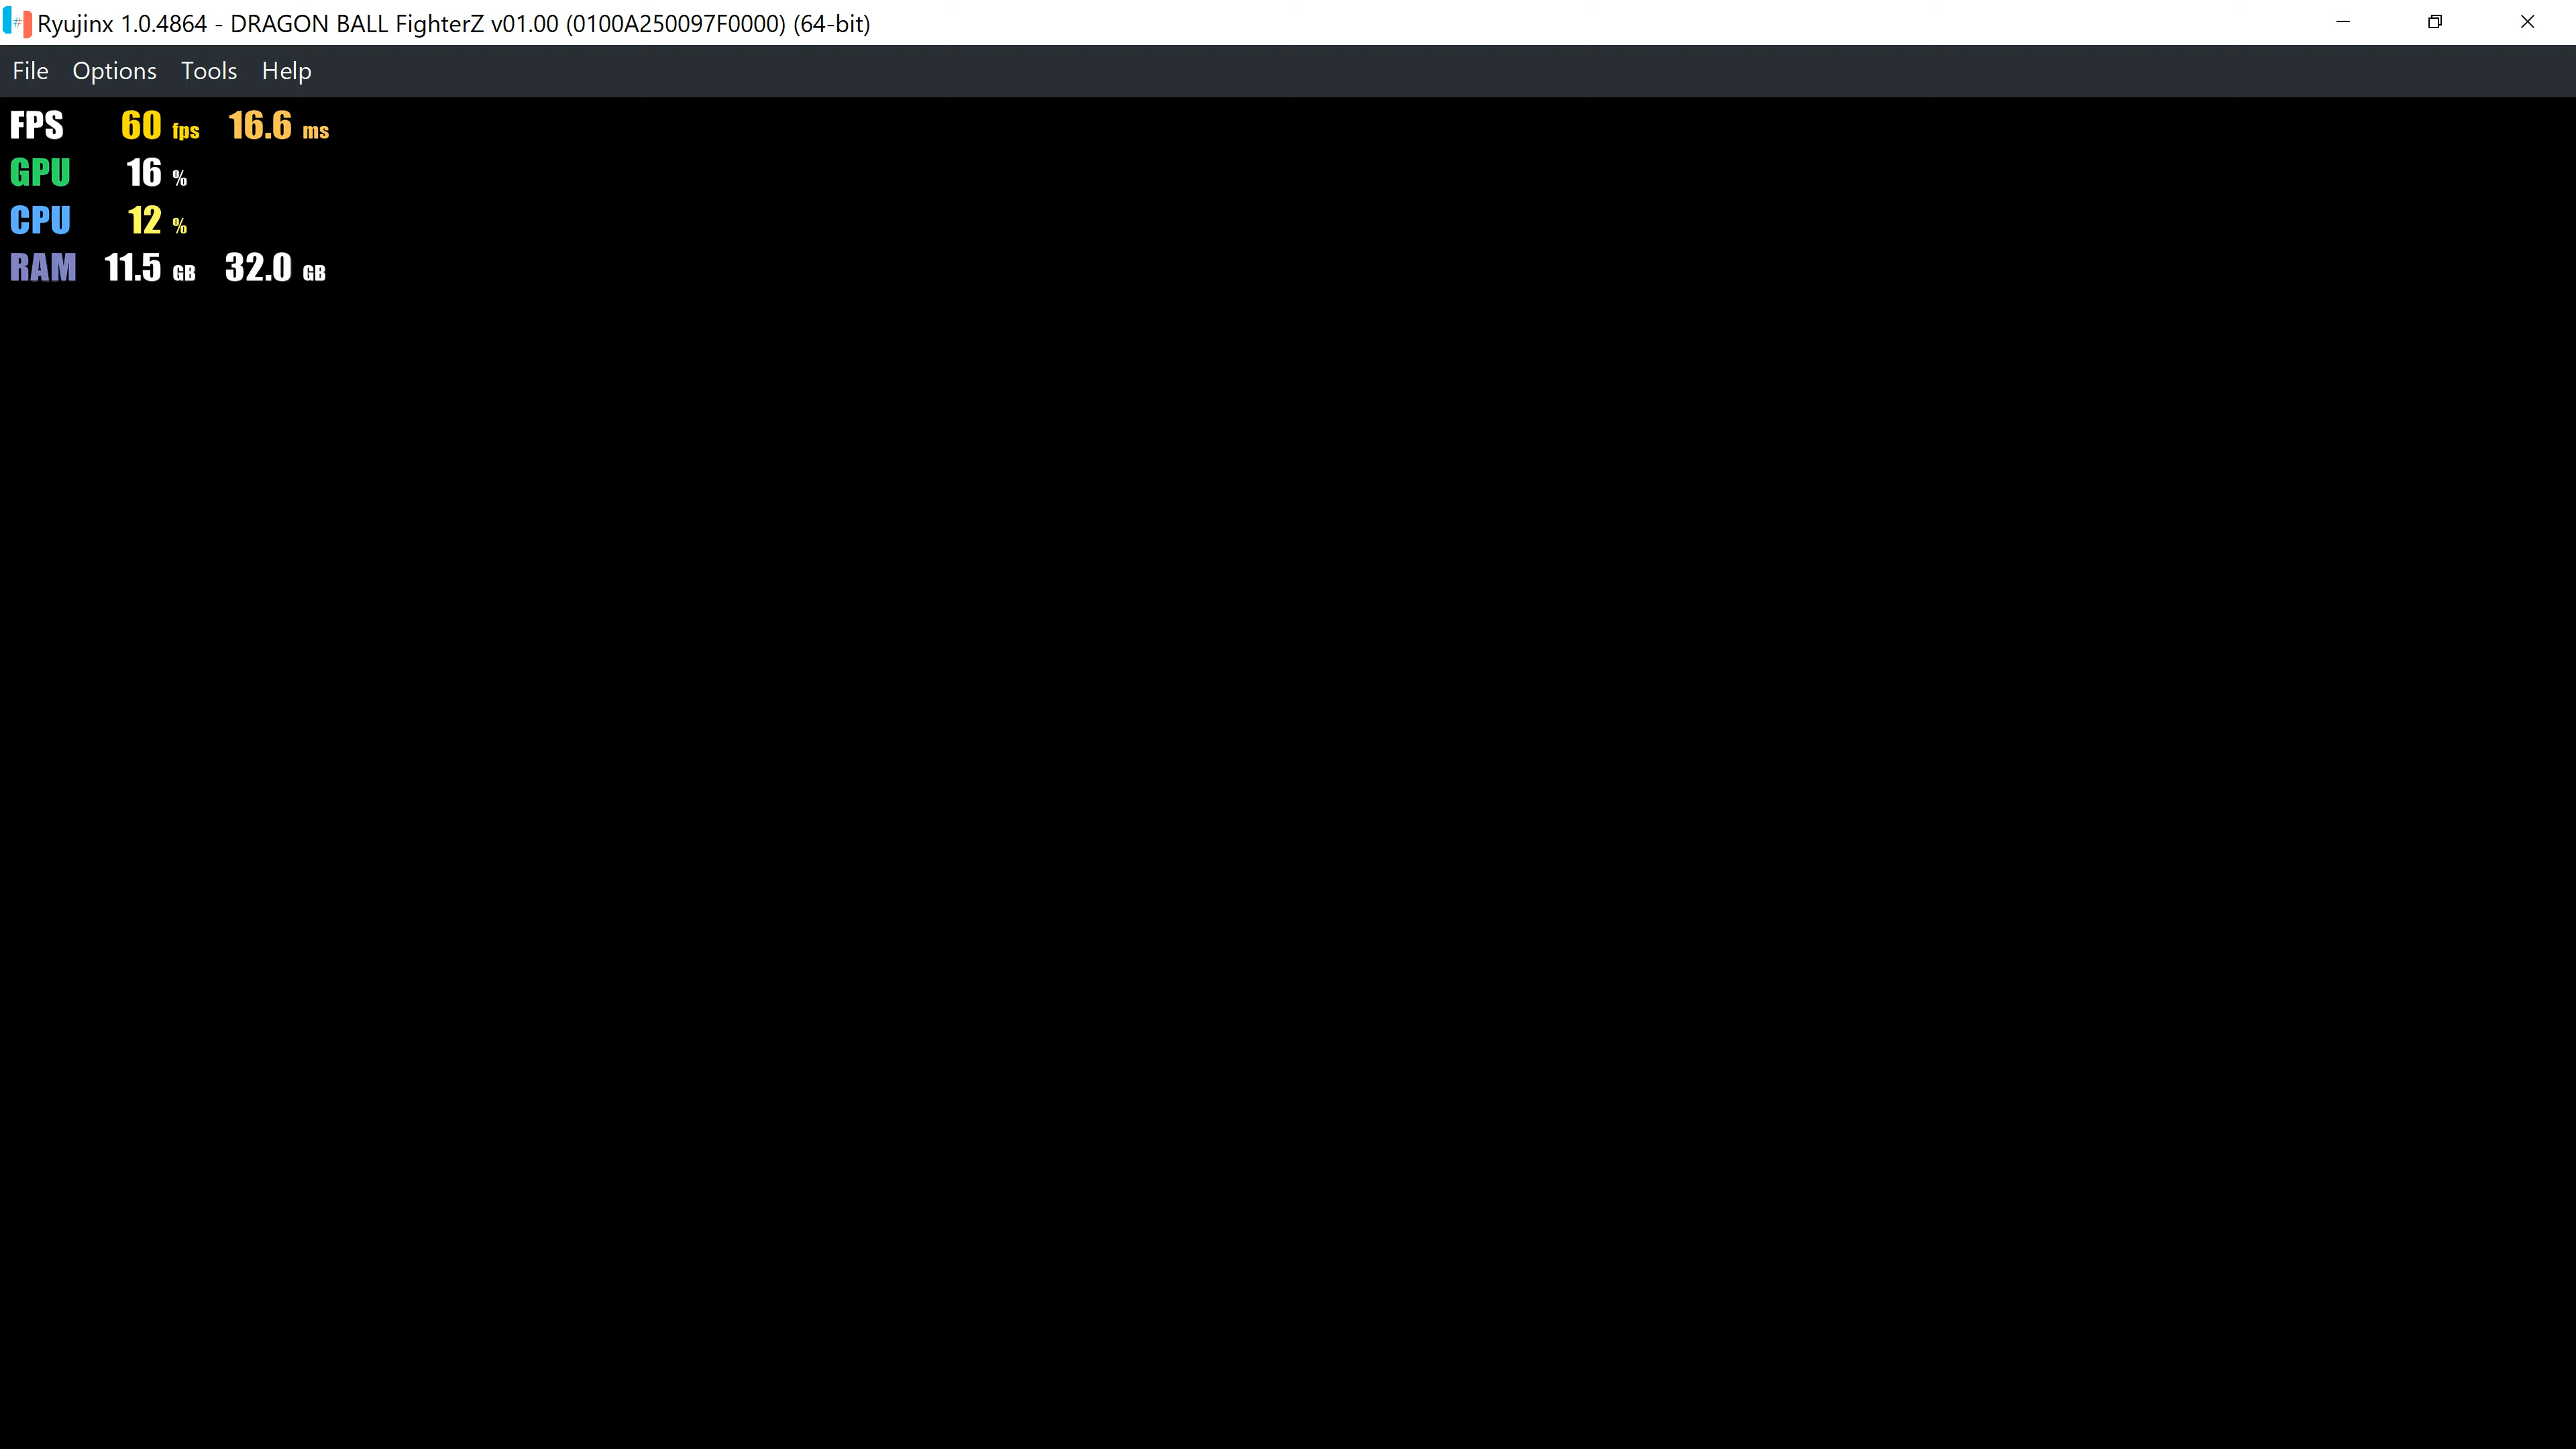 Ryujinx 1.0.4864 - DRAGON BALL FighterZ v01.00 (0100A250097F0000) (64-bit)
File Options Tools Help
FPS 60 fps 16.6 ms
GPU 16 %
CPU 12 %
RAM 11.5 GB 32.0 GB